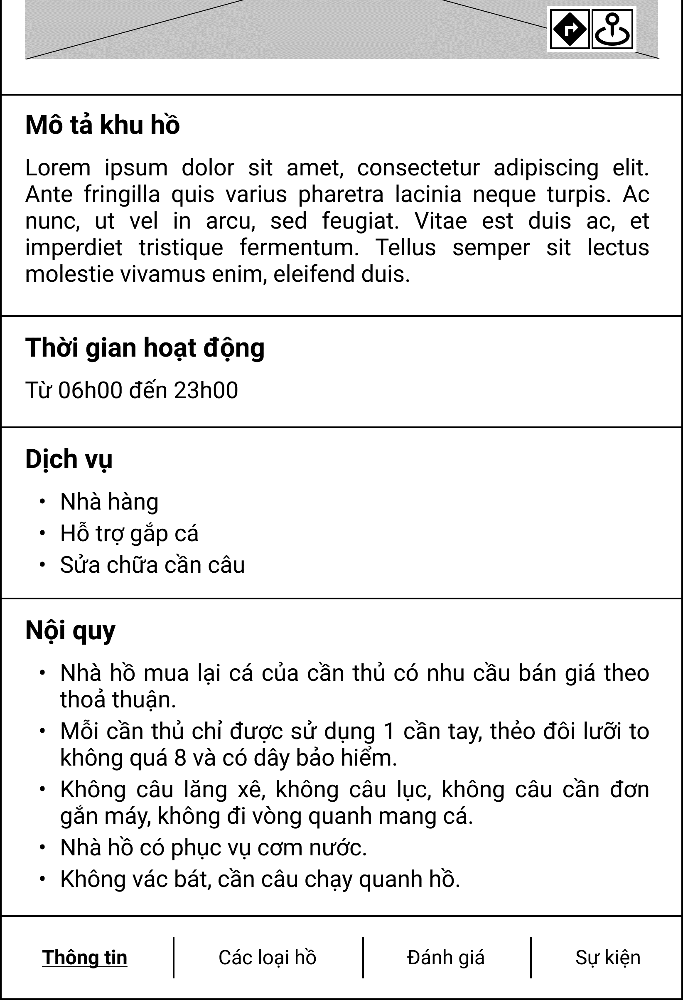 Mô tả khu hồ
Lorem ipsum dolor sit amet, consectetur adipiscing elit.
Ante fringilla quis varius pharetra lacinia neque turpis. Ac
nunc, ut vel in arcu, sed feugiat. Vitae est duis ac, et
imperdiet tristique fermentum. Tellus semper sit lectus
molestie vivamus enim, eleifend duis.
Thời gian hoạt động
Từ 06h00 đến 23h00
Dịch vụ
• Nhà hàng
• Hỗ trợ gắp cá
• Sửa chữa cần câu
Nội quy
• Nhà hồ mua lại cá của cần thủ có nhu cầu bán giá theo
thoả thuận.
• Mỗi cần thủ chỉ được sử dụng 1 cần tay, thẻo đôi lưỡi to
không quá 8 và có dây bảo hiểm.
• Không câu lăng xê, không câu lục, không câu cần đơn
gắn máy, không đi vòng quanh mang cá.
• Nhà hồ có phục vụ cơm nước.
• Không vác bát, cần câu chạy quanh hồ.
Thông tin
Các loại hồ
Đánh giá
Sự kiện